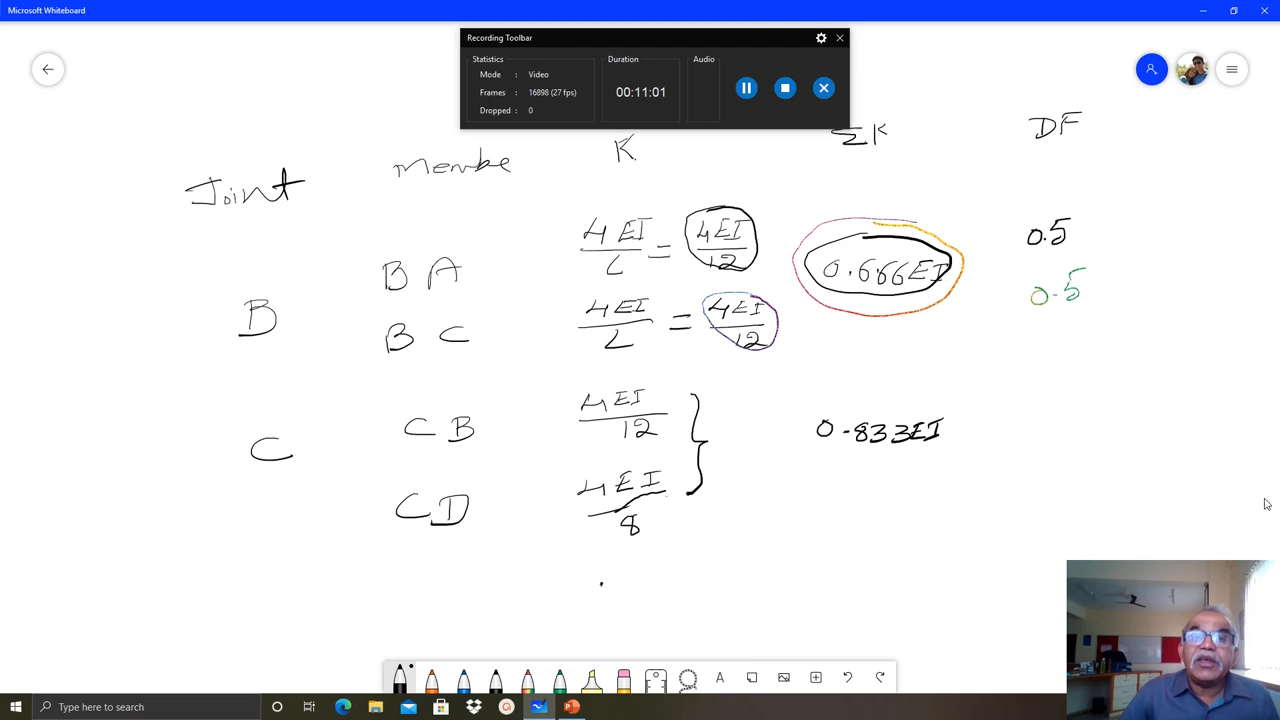 Microsoft Whiteboard
Recording Toolbar
Statistics Duration Audio
Mode : Video
Frames : 16898 (27 fps)
Dropped : 0
00:11:01
Joint Membe K ΣK DF
B
B A 4EI/L = 4EI/12 0.666EI 0.5
B C 4EI/L = 4EI/12 0.5
C
C B 4EI/12 0.833EI
C D 4EI/8
A
Type here to search